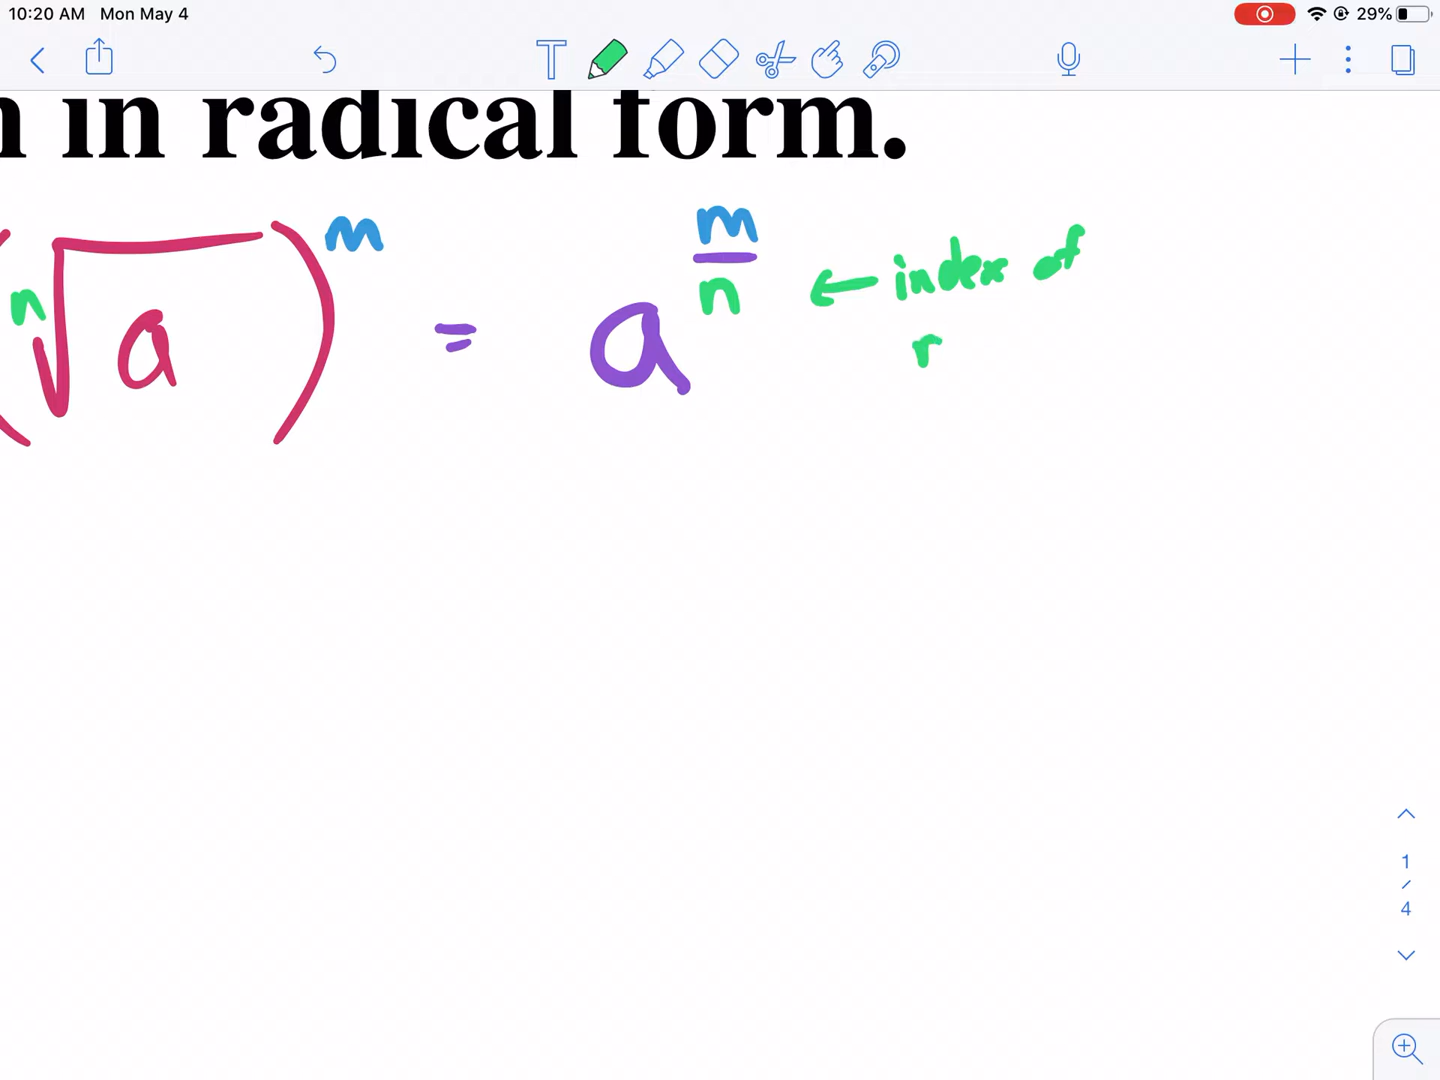 10:20 AM Mon May 4 29%
n in radical form.
(ⁿ√a)ᵐ = a^(m/n) ← index of
r
1
/
4